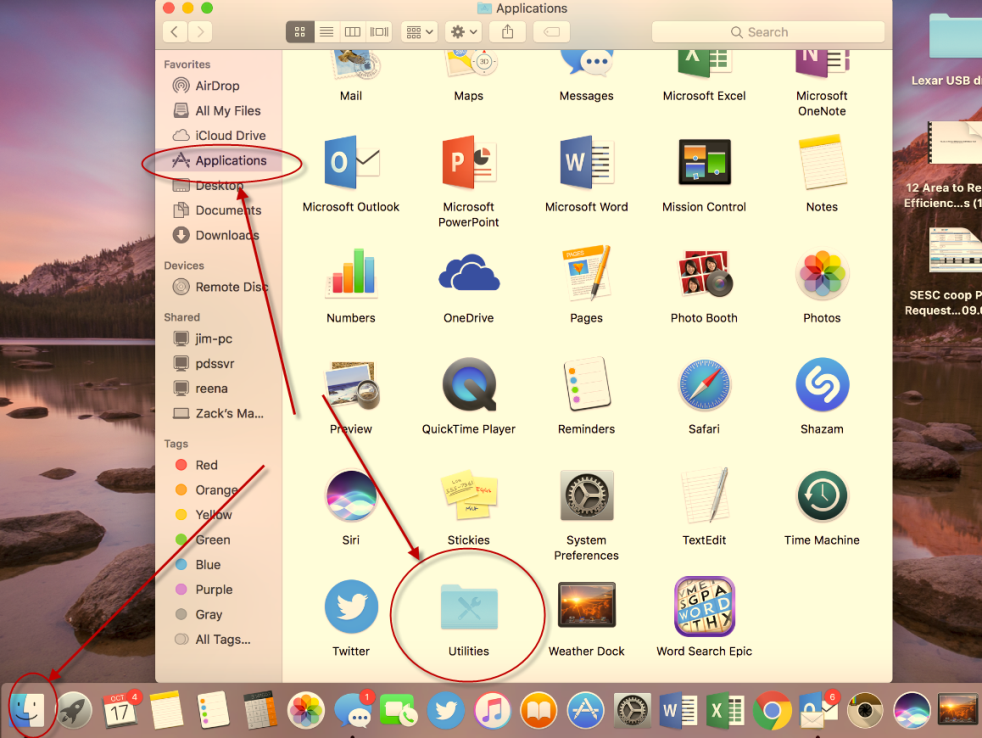 Applications
Search
Favorites
AirDrop
All My Files
iCloud Drive
Applications
Desktop
Documents
Downloads
Devices
Remote Disc
Shared
jim-pc
pdssvr
reena
Zack's Ma...
Tags
Red
Orange
Yellow
Green
Blue
Purple
Gray
All Tags...
Mail
Maps
3D
Messages
Microsoft Excel
Microsoft
OneNote
Microsoft Outlook
Microsoft
PowerPoint
Microsoft Word
Mission Control
Notes
Numbers
OneDrive
PAGES
Pages
Photo Booth
Photos
Preview
QuickTime Player
Reminders
Safari
Shazam
Siri
Stickies
System
Preferences
TextEdit
Time Machine
Twitter
Utilities
Weather Dock
WORD
Word Search Epic
Lexar USB d
12 Area to Re
Efficienc...s (1
SESC coop P
Request...09.
OCT
17
4
1
6